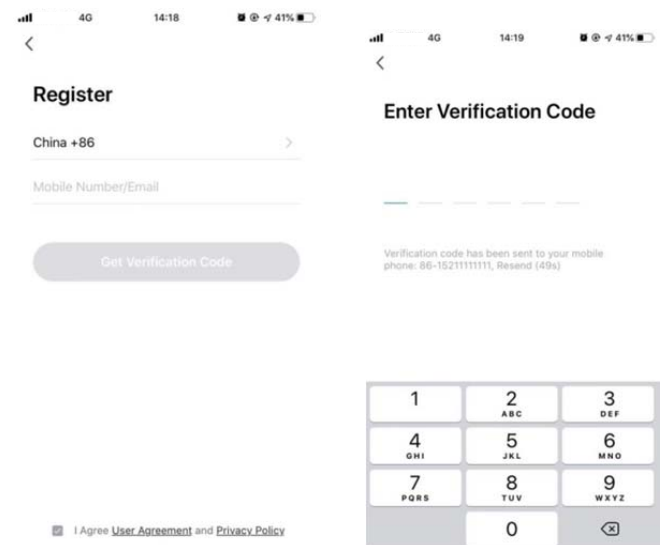 4G 14:18 41%
Register
China +86
Mobile Number/Email
Get Verification Code
I Agree User Agreement and Privacy Policy
4G 14:19 41%
Enter Verification Code
Verification code has been sent to your mobile
phone: 86-15211111111, Resend (49s)
1 2 3
ABC DEF
4 5 6
GHI JKL MNO
7 8 9
PQRS TUV WXYZ
0